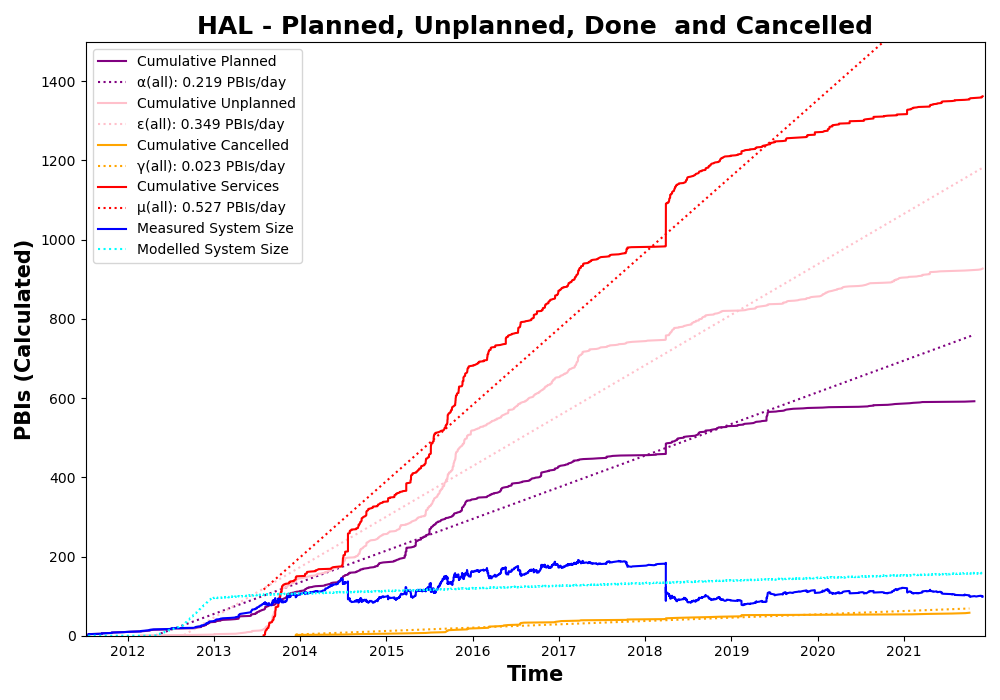 HAL - Planned, Unplanned, Done  and Cancelled
Cumulative Planned
α(all): 0.219 PBIs/day
Cumulative Unplanned
ε(all): 0.349 PBIs/day
Cumulative Cancelled
γ(all): 0.023 PBIs/day
Cumulative Services
μ(all): 0.527 PBIs/day
Measured System Size
Modelled System Size
PBIs (Calculated)
1400
1200
1000
800
600
400
200
0
2012 2013 2014 2015 2016 2017 2018 2019 2020 2021
Time